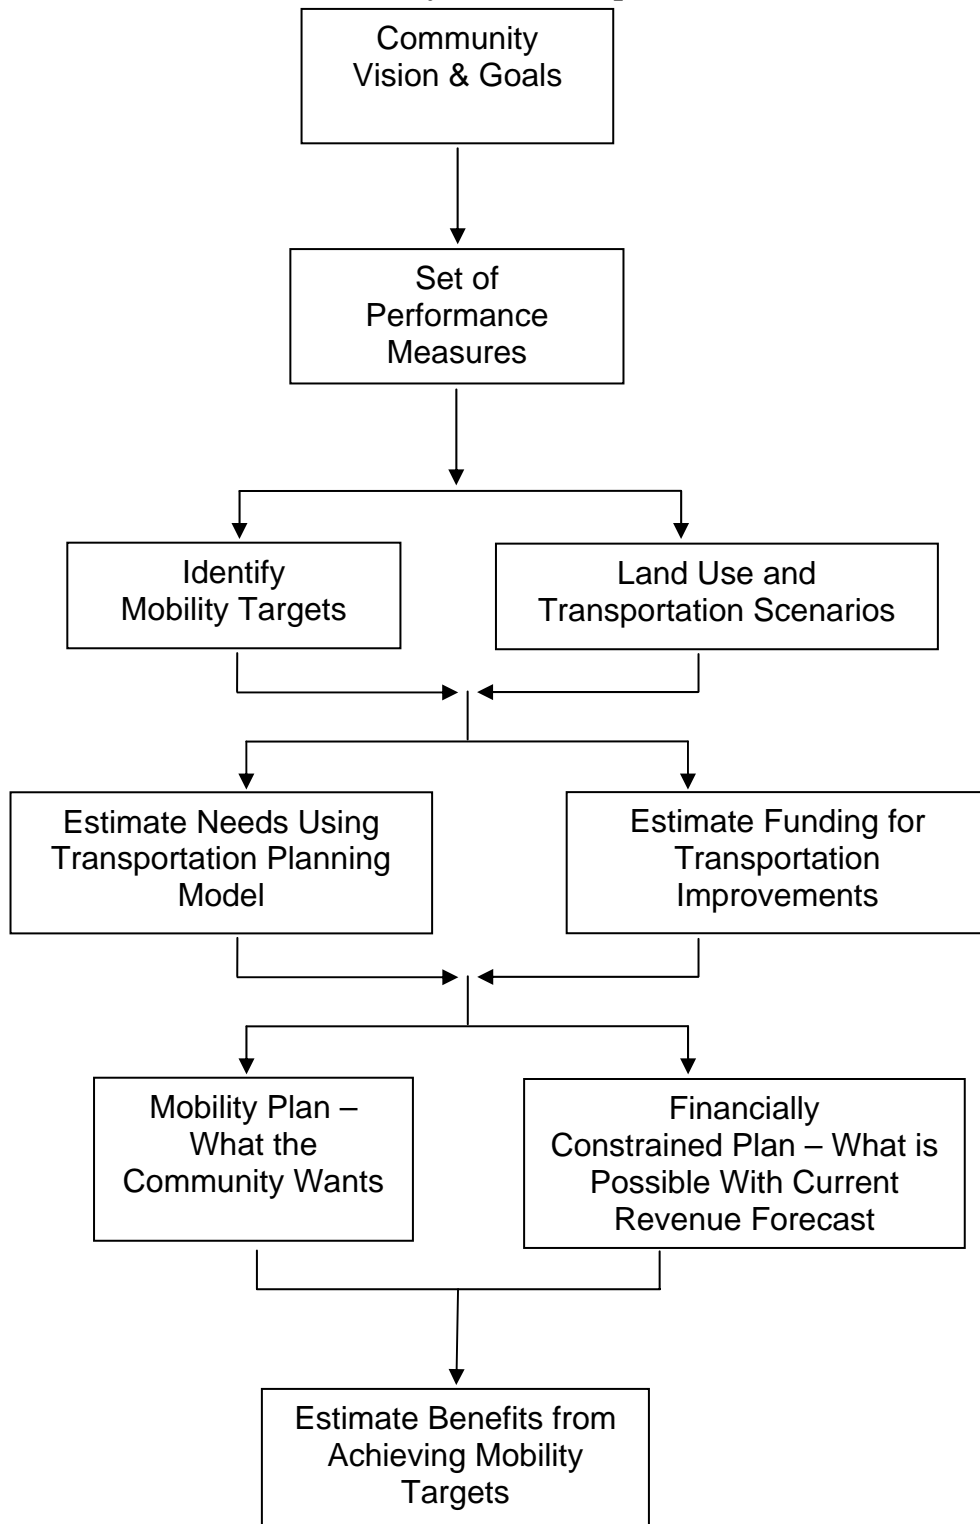 Community
Vision & Goals
Set of
Performance
Measures
Identify
Mobility Targets
Land Use and
Transportation Scenarios
Estimate Needs Using
Transportation Planning
Model
Estimate Funding for
Transportation
Improvements
Mobility Plan –
What the
Community Wants
Financially
Constrained Plan – What is
Possible With Current
Revenue Forecast
Estimate Benefits from
Achieving Mobility
Targets